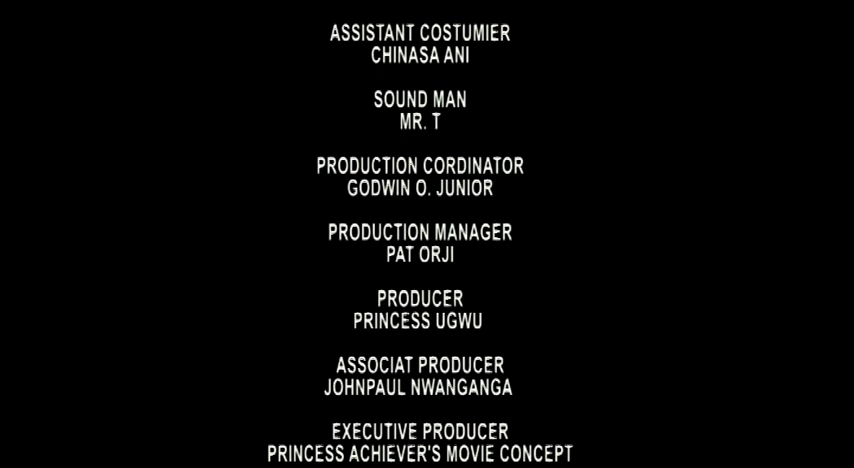 ASSISTANT COSTUMIER
CHINASA ANI
SOUND MAN
MR. T
PRODUCTION CORDINATOR
GODWIN O. JUNIOR
PRODUCTION MANAGER
PAT ORJI
PRODUCER
PRINCESS UGWU
ASSOCIAT PRODUCER
JOHNPAUL NWANGANGA
EXECUTIVE PRODUCER
PRINCESS ACHIEVER'S MOVIE CONCEPT